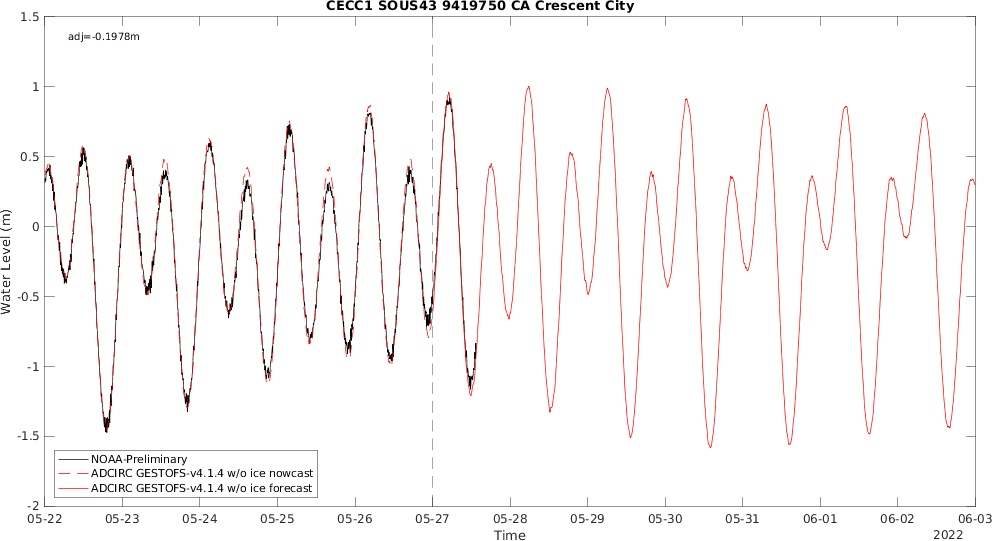 CECC1 SOUS43 9419750 CA Crescent City
adj=-0.1978m
1.5
1
0.5
0
-0.5
-1
-1.5
-2
Water Level (m)
NOAA-Preliminary
ADCIRC GESTOFS-v4.1.4 w/o ice nowcast
ADCIRC GESTOFS-v4.1.4 w/o ice forecast
05-22 05-23 05-24 05-25 05-26 05-27 05-28 05-29 05-30 05-31 06-01 06-02 06-03
Time
2022